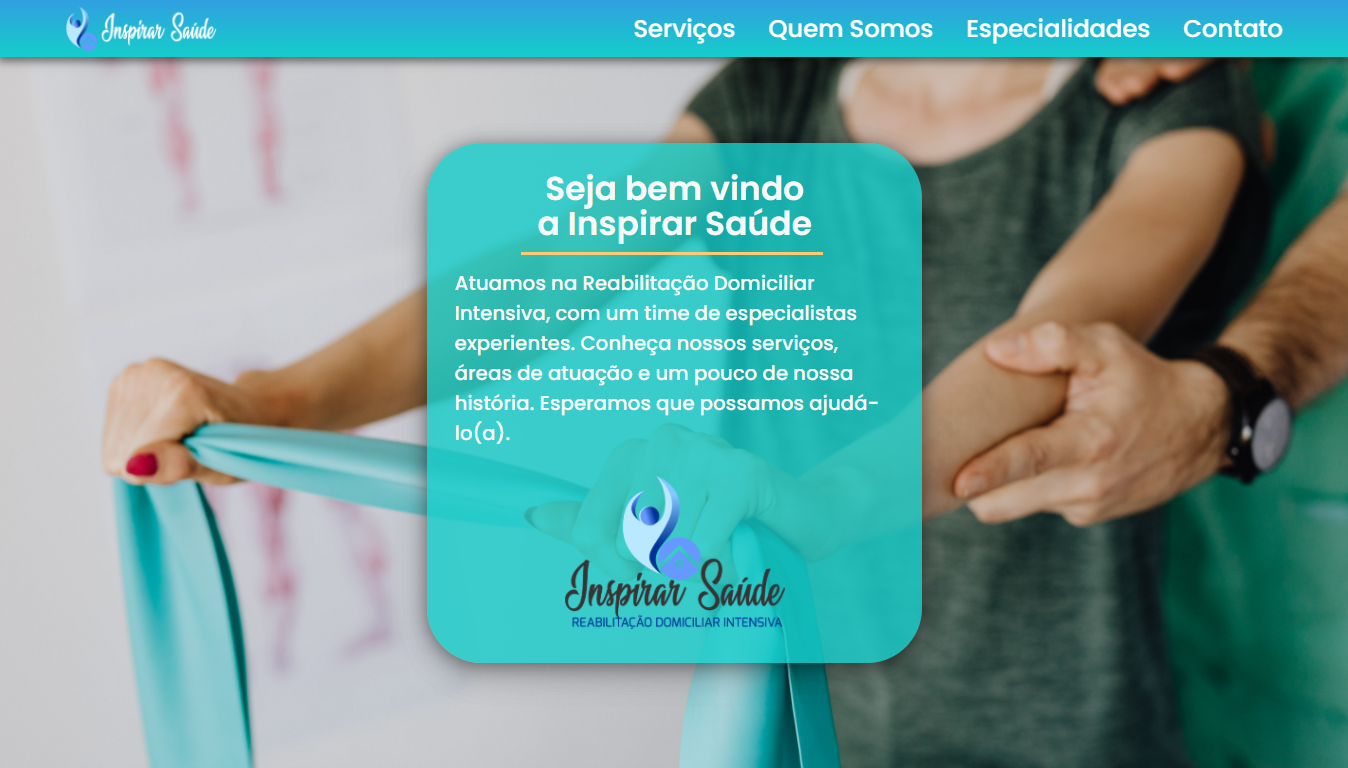 Inspirar Saúde
Serviços Quem Somos Especialidades Contato
Seja bem vindo
a Inspirar Saúde
Atuamos na Reabilitação Domiciliar
Intensiva, com um time de especialistas
experientes. Conheça nossos serviços,
áreas de atuação e um pouco de nossa
história. Esperamos que possamos ajudá-
lo(a).
Inspirar Saúde
REABILITAÇÃO DOMICILIAR INTENSIVA